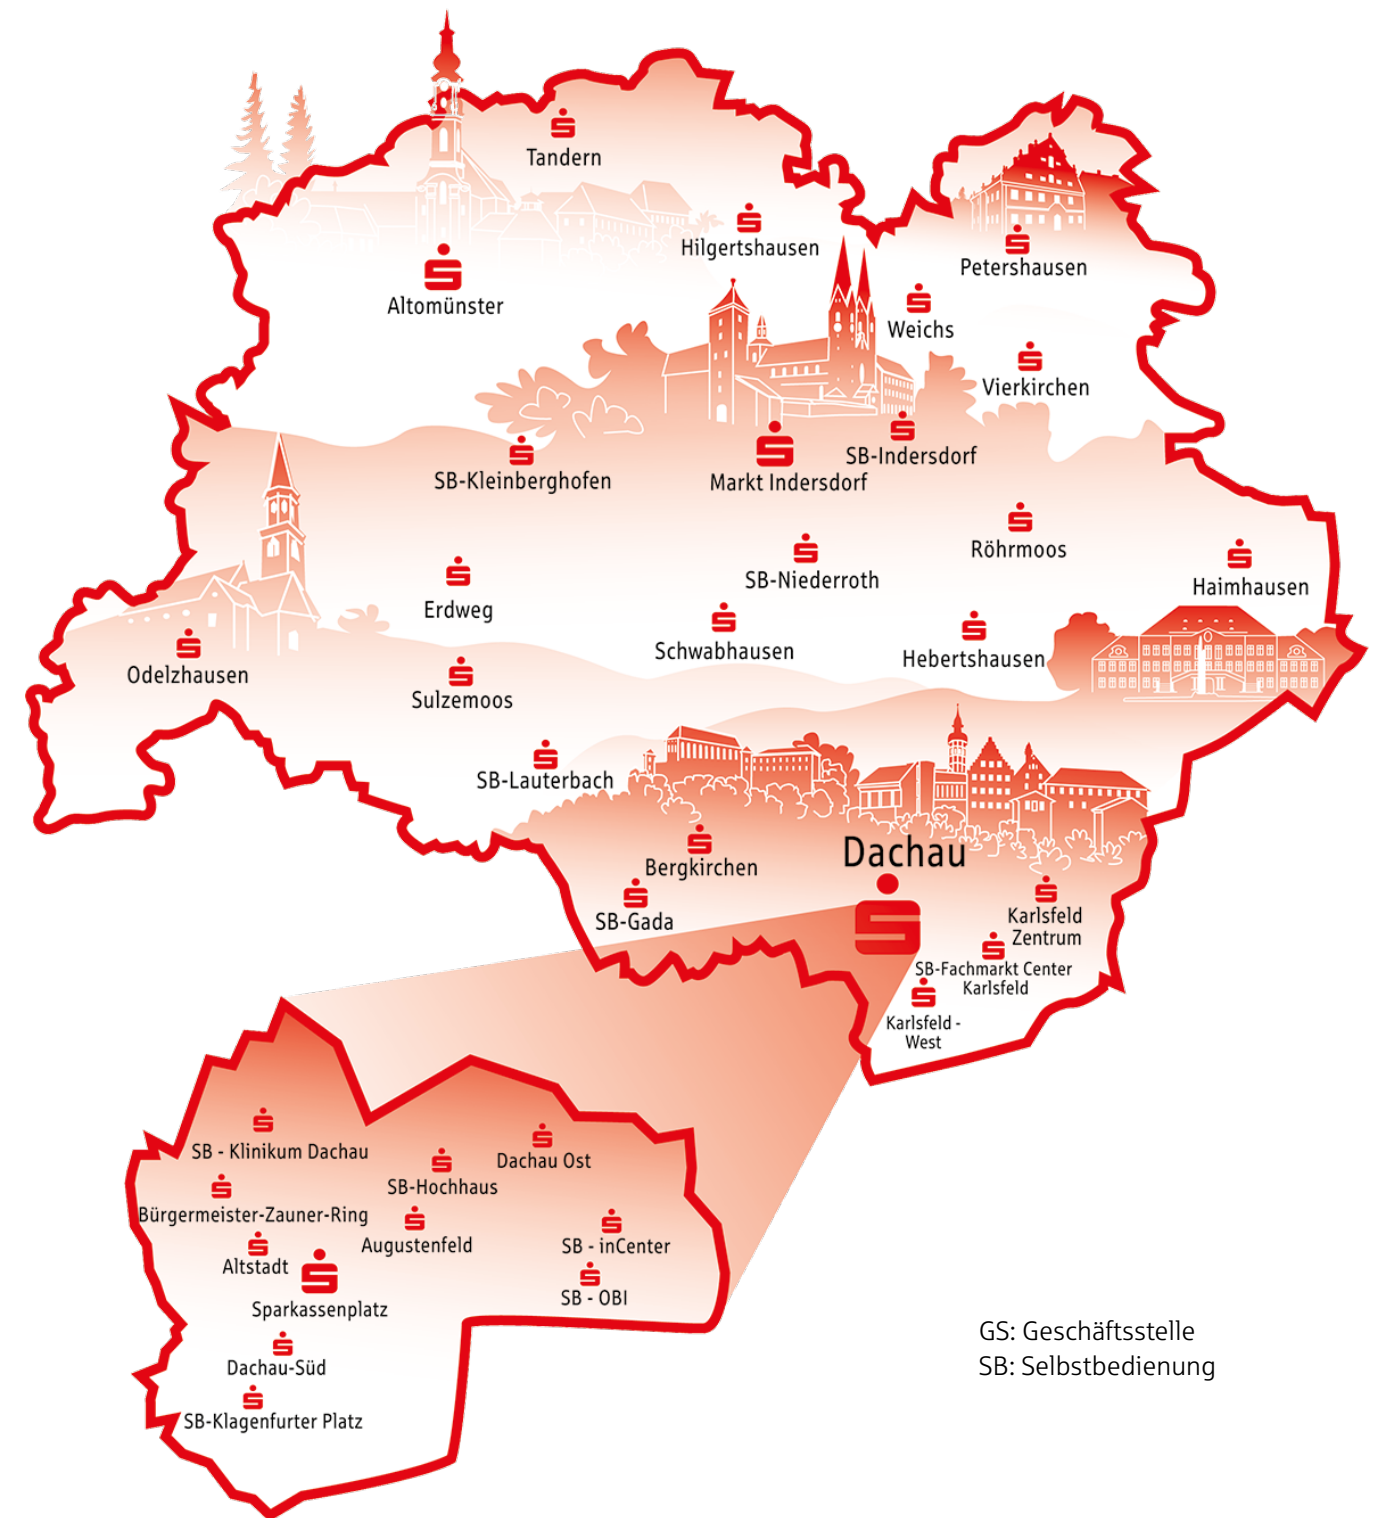 Tandern
Hilgertshausen
Petershausen
Altomünster
Weichs
Vierkirchen
SB-Kleinberghofen
Markt Indersdorf
SB-Indersdorf
Röhrmoos
SB-Niederroth
Haimhausen
Erdweg
Schwabhausen
Hebertshausen
Odelzhausen
Sulzemoos
SB-Lauterbach
Dachau
Bergkirchen
SB-Gada
Karlsfeld
Zentrum
SB-Fachmarkt Center
Karlsfeld
Karlsfeld -
West
SB - Klinikum Dachau
Dachau Ost
SB-Hochhaus
Bürgermeister-Zauner-Ring
Augustenfeld
SB - inCenter
Altstadt
SB - OBI
Sparkassenplatz
Dachau-Süd
SB-Klagenfurter Platz
GS: Geschäftsstelle
SB: Selbstbedienung